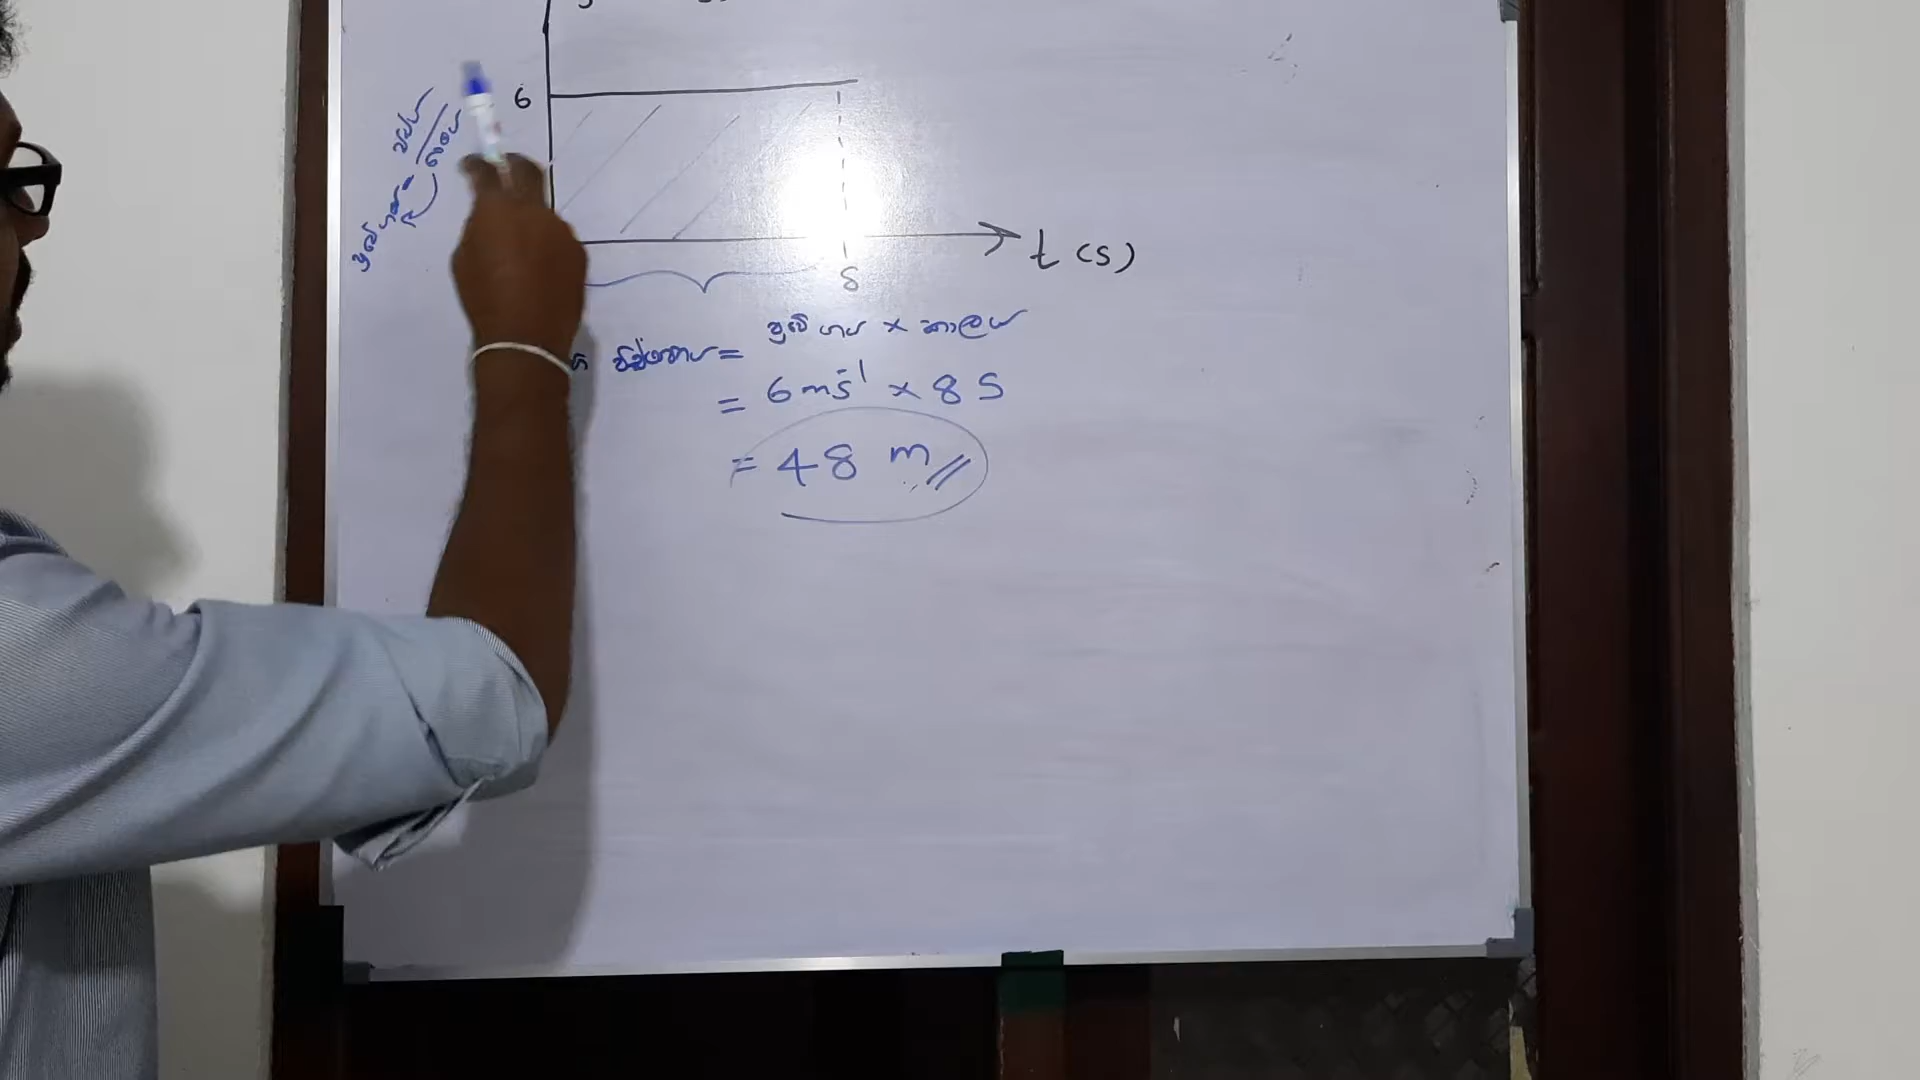 6
t (s)
8
ප්‍රවේගය × කාලය
විස්ථාපනය =
= 6 ms⁻¹ × 8 S
= 48 m //